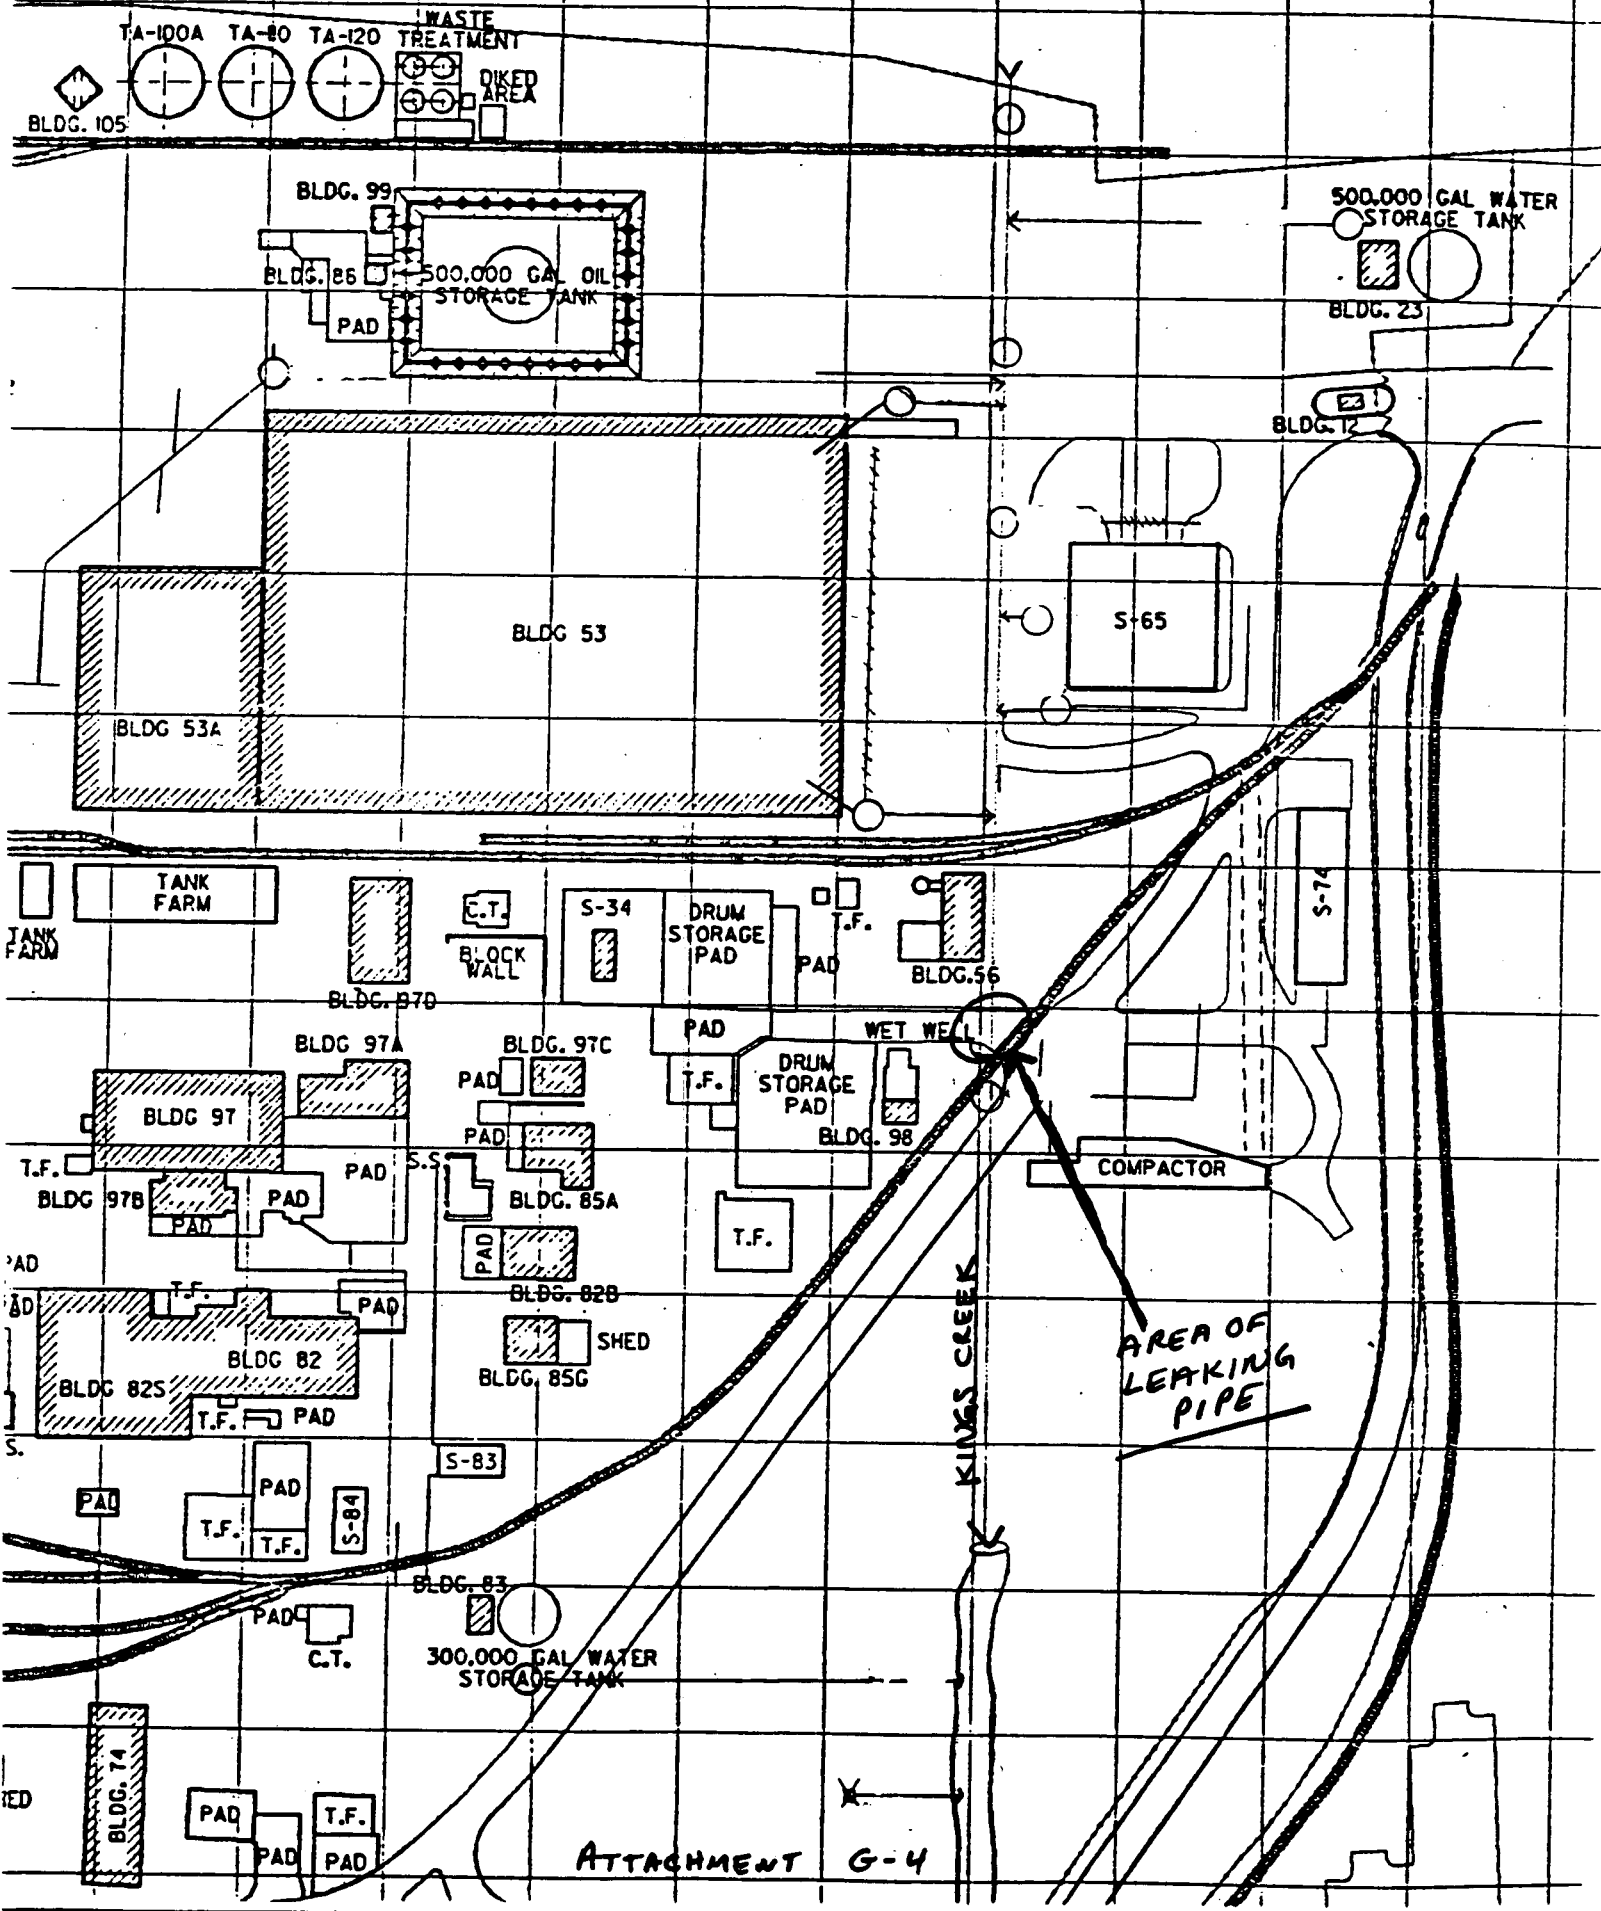 WASTE
TREATMENT
TA-100A
TA-80
TA-120
DIKED
AREA
BLDG. 105
BLDG. 99
500,000 GAL WATER
STORAGE TANK
BLDG. 86
500,000 GAL OIL
STORAGE TANK
PAD
BLDG. 23
BLDG. 12
BLDG 53
S-65
BLDG 53A
TANK
FARM
TANK
FARM
C.T.
BLOCK
WALL
S-34
DRUM
STORAGE
PAD
PAD
T.F.
BLDG.56
S-74
BLDG. 97D
PAD
WET WELL
BLDG 97A
BLDG. 97C
PAD
T.F.
DRUM
STORAGE
PAD
BLDG 97
PAD
BLDG. 98
T.F.
PAD
S.S.
COMPACTOR
BLDG 97B
PAD
PAD
BLDG. 85A
T.F.
PAD
PAD
KINGS CREEK
T.F.
PAD
BLDG. 82B
AREA OF
LEAKING
PIPE
BLDG 82
BLDG 82S
SHED
BLDG. 85G
T.F.
PAD
S.
S-83
PAD
PAD
T.F.
T.F.
S-84
BLDG. 83
PAD
C.T.
300,000 GAL WATER
STORAGE TANK
BLDG. 74
PAD
T.F.
PAD
PAD
ATTACHMENT G-4